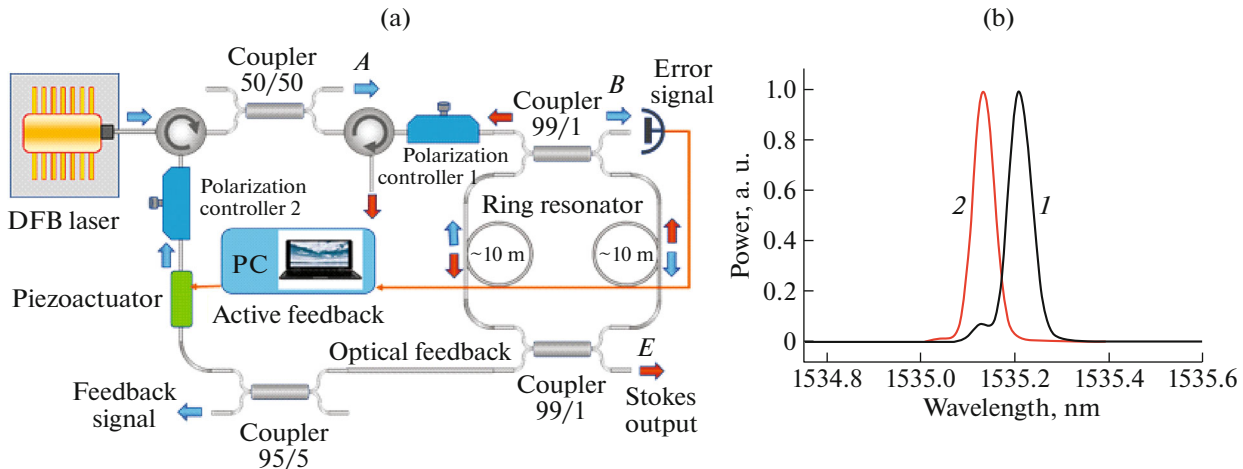 (a)
Coupler
50/50
A
B
Error
signal
Coupler
99/1
Polarization
controller 1
Polarization
controller 2
DFB laser
Ring resonator
~10 m
~10 m
PC
Piezoactuator
Active feedback
Optical feedback
E
Feedback
signal
Coupler
95/5
Coupler
99/1
Stokes
output
(b)
Power, a. u.
1.0
0.8
0.6
0.4
0.2
0
2
1
1534.8 1535.0 1535.2 1535.4 1535.6
Wavelength, nm